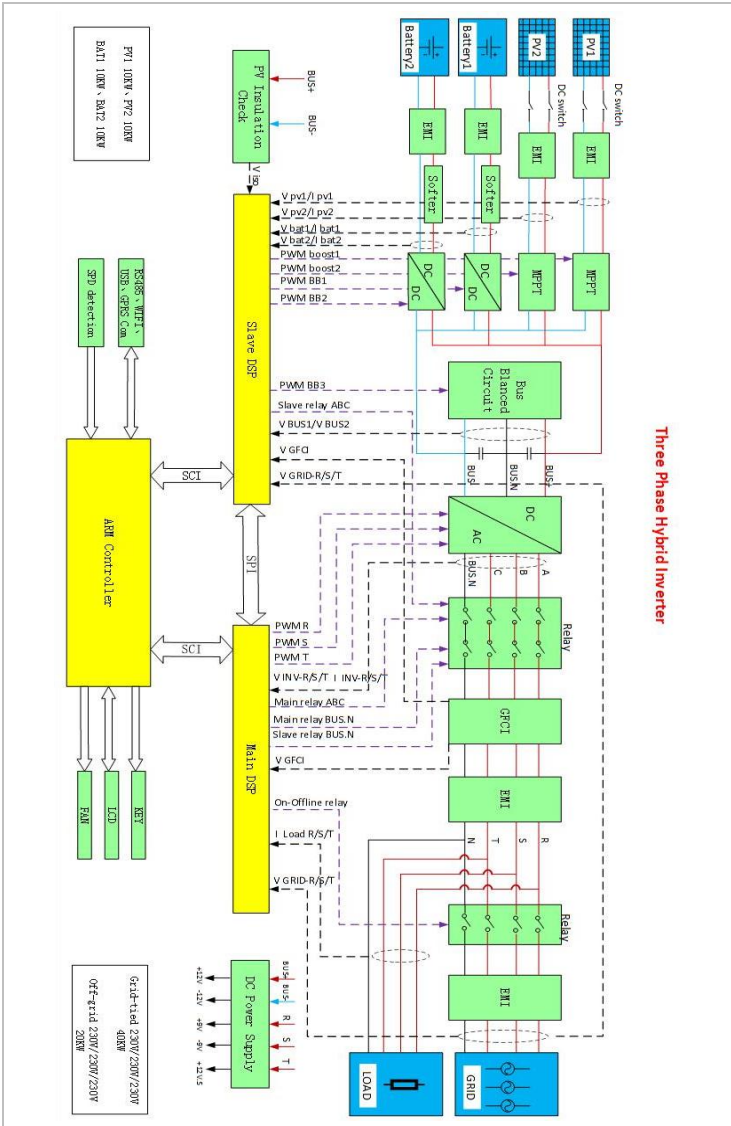 Three Phase Hybrid Inverter
PV1
PV2
Battery1
Battery2
DC switch
DC switch
EMI
EMI
EMI
EMI
Softer
Softer
MPPT
MPPT
DC
DC
DC
DC
BUS+
BUS-
PV Insulation
Check
V iso
PV1 10KW、PV2 10KW
BAT1 10KW、BAT2 10KW
V pv1/I pv1
V pv2/I pv2
V bat1/I bat1
V bat2/I bat2
PWM boost1
PWM boost2
PWM BB1
PWM BB2
PWM BB3
Slave relay ABC
V BUS1/V BUS2
V GFCI
V GRID-R/S/T
Slave DSP
Bus
Blanced
Circuit
BUS-
BUS.N
BUS-
DC
AC
A
B
C
BUS.N
Relay
GFCI
EMI
R
S
T
N
Relay
EMI
GRID
LOAD
SPI
SCI
SCI
PWM R
PWM S
PWM T
V INV-R/S/T
I INV-R/S/T
Main relay ABC
Main relay BUS.N
Slave relay BUS.N
V GFCI
On-Offline relay
I Load R/S/T
V GRID-R/S/T
Main DSP
RS485、WIFI、
USB、GPRS Com
SPD detection
ARM Controller
KEY
LCD
FAN
BUS+
BUS-
R
S
T
DC Power Supply
+12V
-12V
+9V
-9V
+12V.S
Grid-tied 230V/230V/230V
40KW
Off-grid 230V/230V/230V
20KW